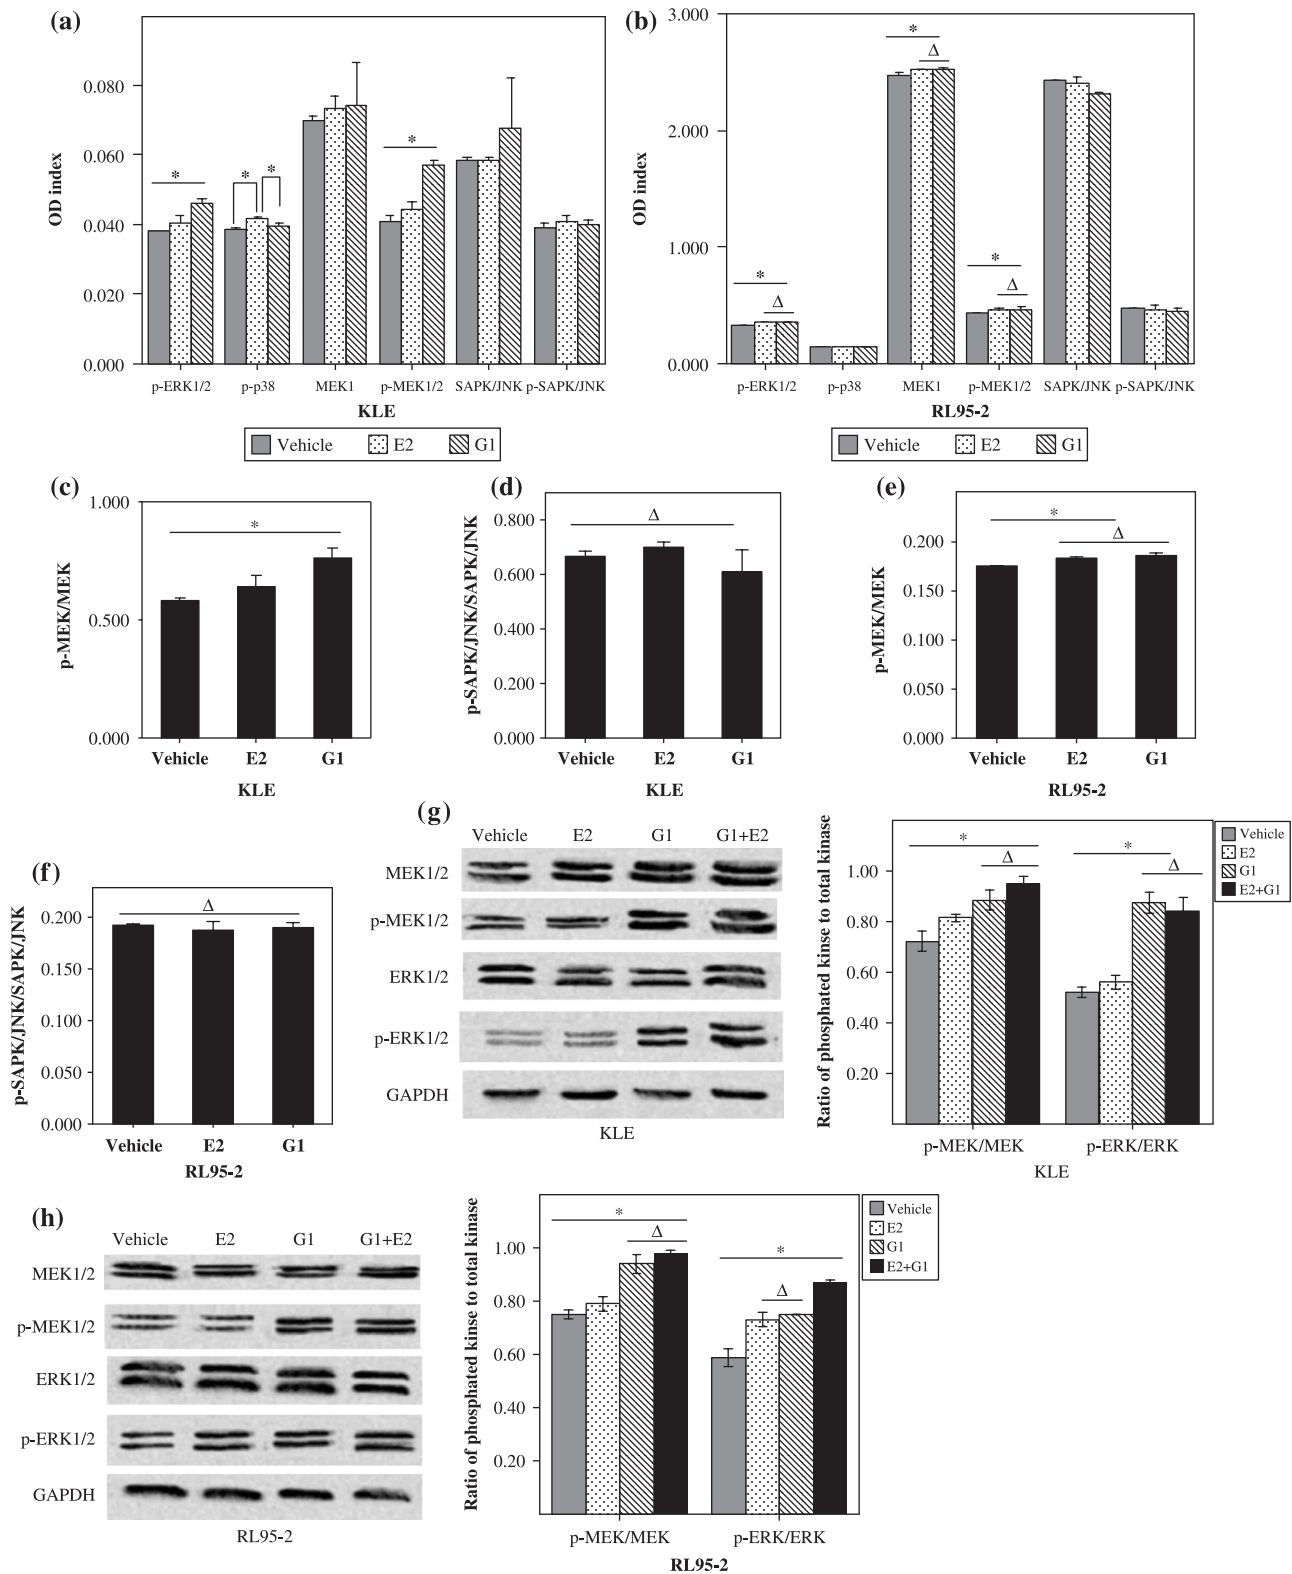 (a)
OD index
0.080
0.060
0.040
0.020
0.000
* * * *
p-ERK1/2 p-p38 MEK1 p-MEK1/2 SAPK/JNK p-SAPK/JNK
KLE
Vehicle E2 G1
(b)
OD index
3.000
2.000
1.000
0.000
* Δ * Δ * Δ
p-ERK1/2 p-p38 MEK1 p-MEK1/2 SAPK/JNK p-SAPK/JNK
RL95-2
Vehicle E2 G1
(c)
p-MEK/MEK
1.000
0.500
0.000
*
Vehicle E2 G1
KLE
(d)
p-SAPK/JNK/SAPK/JNK
0.800
0.600
0.400
0.200
0.000
Δ
Vehicle E2 G1
KLE
(e)
p-MEK/MEK
0.200
0.150
0.100
0.050
0.000
*
Δ
Vehicle E2 G1
RL95-2
(f)
p-SAPK/JNK/SAPK/JNK
0.200
0.150
0.100
0.050
0.000
Δ
Vehicle E2 G1
RL95-2
(g)
Vehicle E2 G1 G1+E2
MEK1/2
p-MEK1/2
ERK1/2
p-ERK1/2
GAPDH
KLE
Ratio of phosphated kinse to total kinase
1.00
0.80
0.60
0.40
0.20
* Δ * Δ
p-MEK/MEK p-ERK/ERK
KLE
Vehicle
E2
G1
E2+G1
(h)
Vehicle E2 G1 G1+E2
MEK1/2
p-MEK1/2
ERK1/2
p-ERK1/2
GAPDH
RL95-2
Ratio of phosphated kinse to total kinase
1.00
0.80
0.60
0.40
0.20
* Δ * Δ
p-MEK/MEK p-ERK/ERK
RL95-2
Vehicle
E2
G1
E2+G1